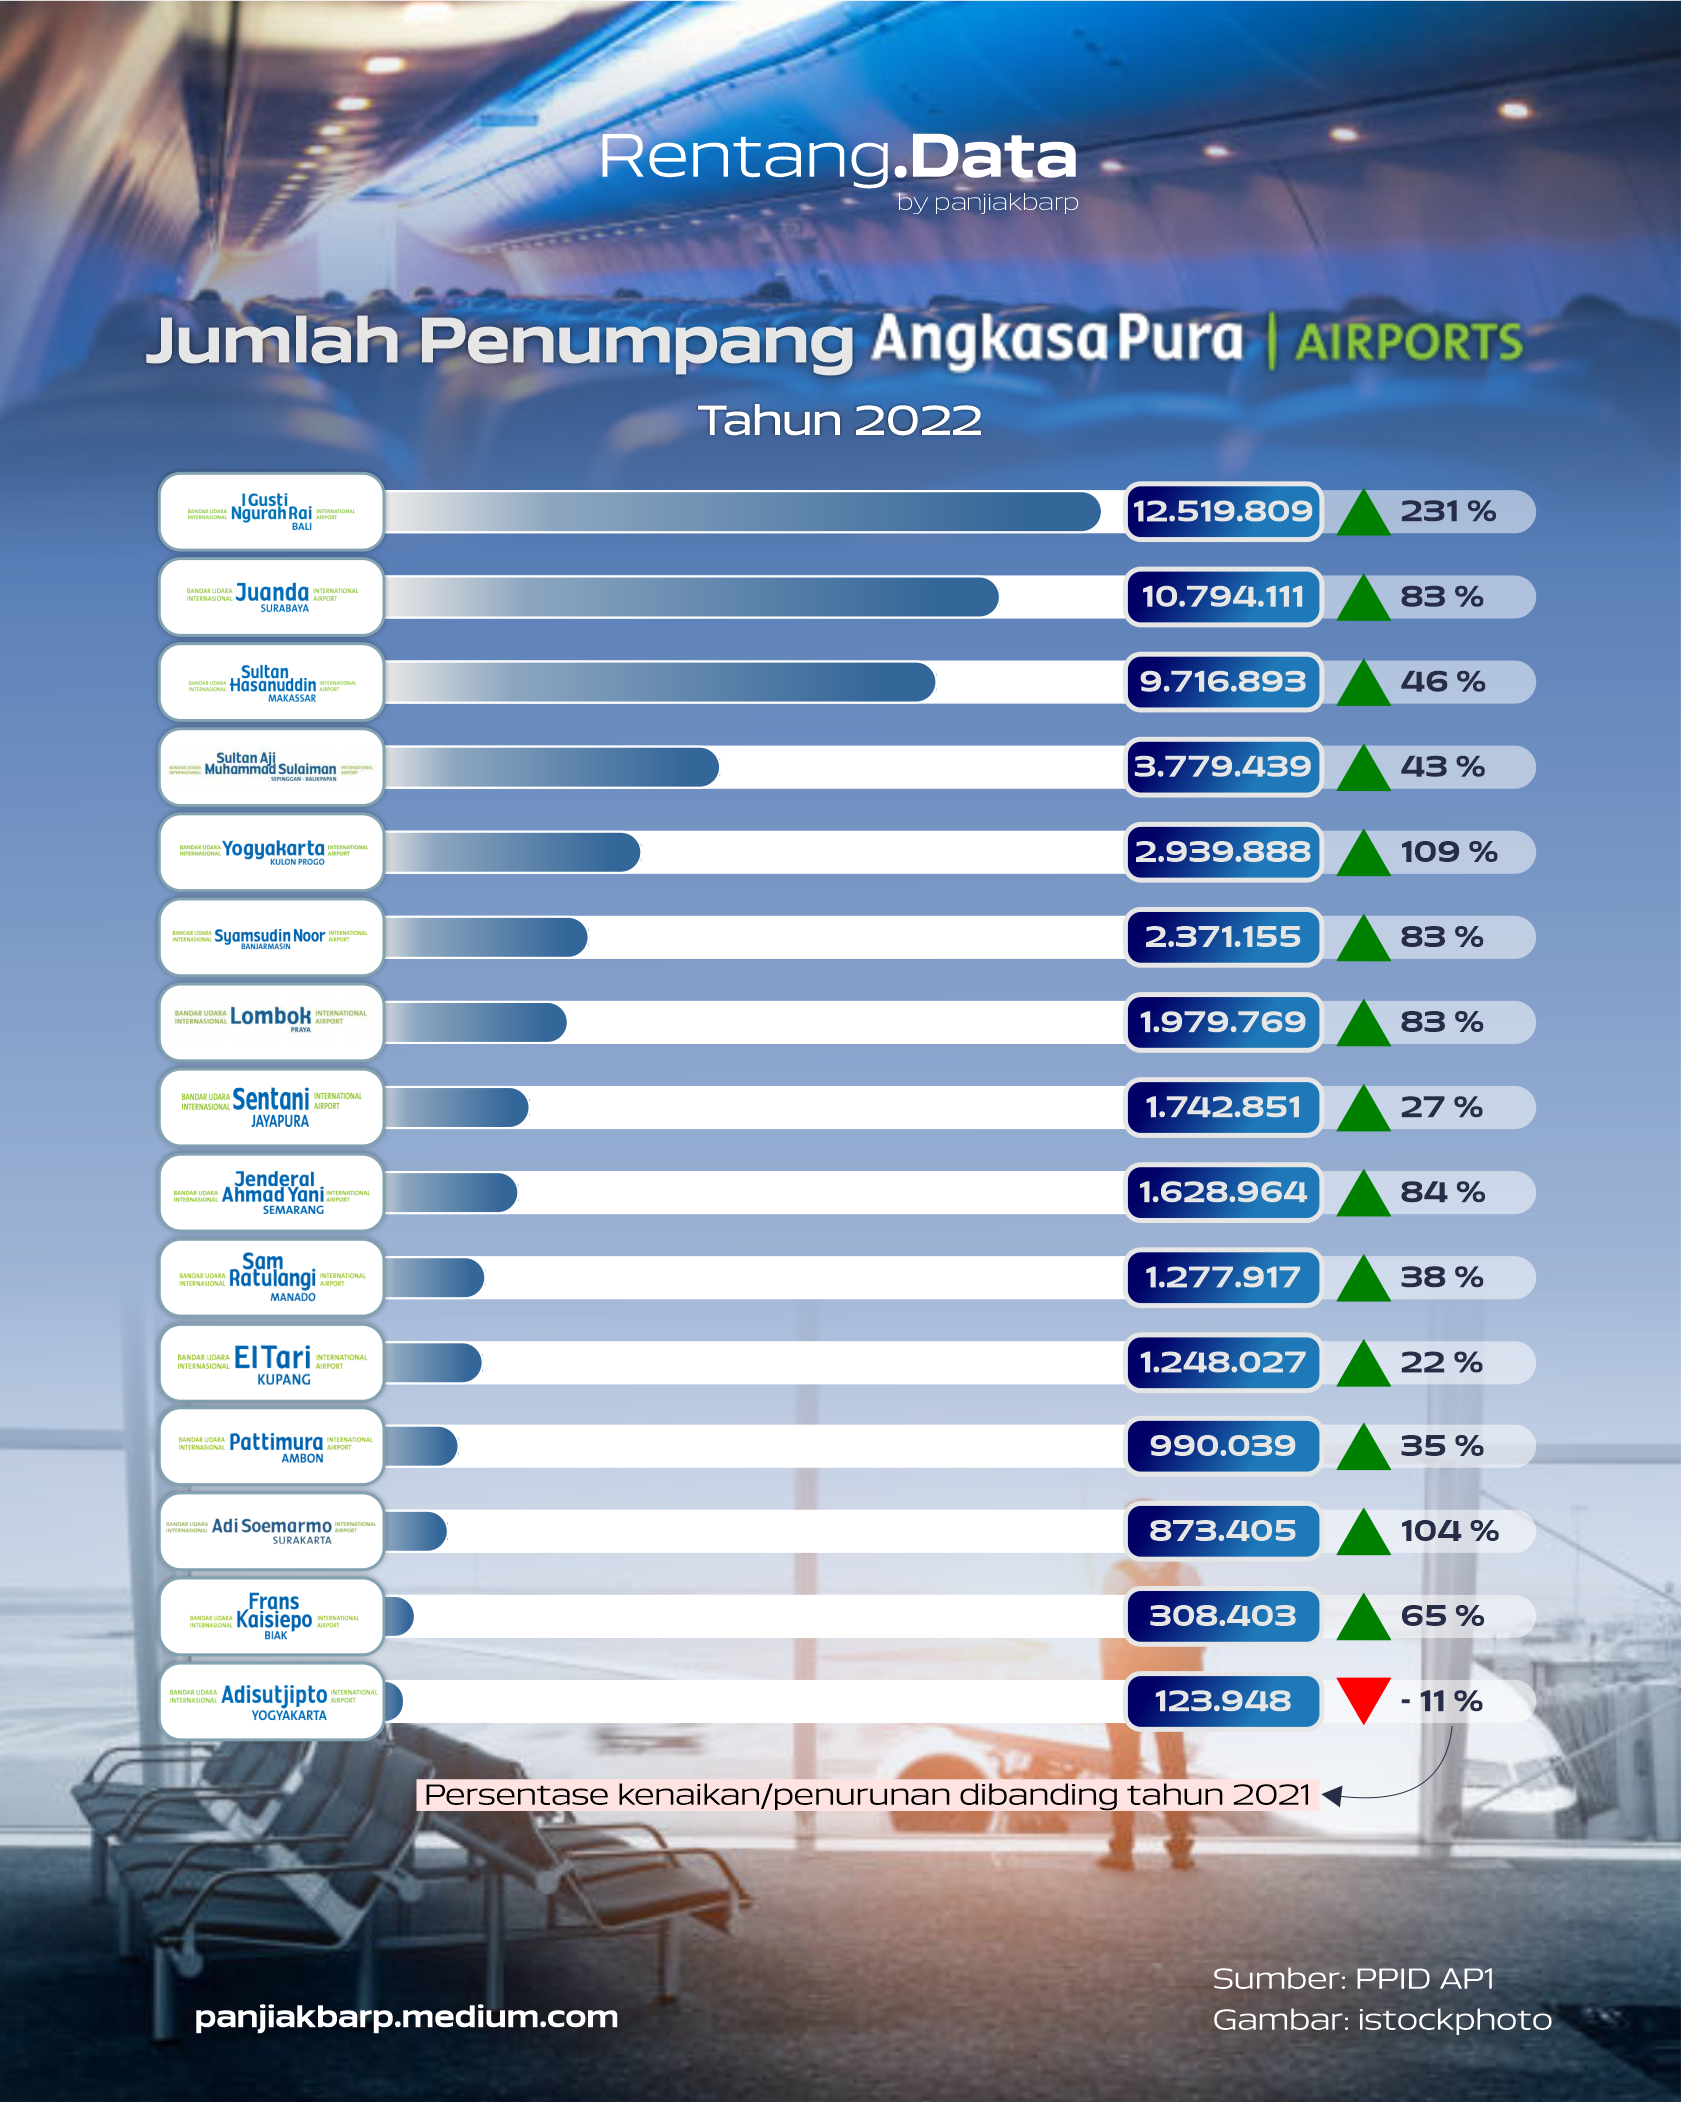 Rentang.Data
by panjiakbarp
Jumlah Penumpang AngkasaPura | AIRPORTS
Tahun 2022
BANDAR UDARA INTERNASIONAL
I Gusti
Ngurah Rai
BALI
INTERNATIONAL AIRPORT
12.519.809
231 %
BANDAR UDARA INTERNASIONAL
Juanda
SURABAYA
INTERNATIONAL AIRPORT
10.794.111
83 %
BANDAR UDARA INTERNASIONAL
Sultan
Hasanuddin
MAKASSAR
INTERNATIONAL AIRPORT
9.716.893
46 %
BANDAR UDARA INTERNASIONAL
Sultan Aji
Muhammad Sulaiman
SEPINGGAN - BALIKPAPAN
INTERNATIONAL AIRPORT
3.779.439
43 %
BANDAR UDARA INTERNASIONAL
Yogyakarta
KULON PROGO
INTERNATIONAL AIRPORT
2.939.888
109 %
BANDAR UDARA INTERNASIONAL
Syamsudin Noor
BANJARMASIN
INTERNATIONAL AIRPORT
2.371.155
83 %
BANDAR UDARA INTERNASIONAL
Lombok
PRAYA
INTERNATIONAL AIRPORT
1.979.769
83 %
BANDAR UDARA INTERNASIONAL
Sentani
JAYAPURA
INTERNATIONAL AIRPORT
1.742.851
27 %
BANDAR UDARA INTERNASIONAL
Jenderal
Ahmad Yani
SEMARANG
INTERNATIONAL AIRPORT
1.628.964
84 %
BANDAR UDARA INTERNASIONAL
Sam
Ratulangi
MANADO
INTERNATIONAL AIRPORT
1.277.917
38 %
BANDAR UDARA INTERNASIONAL
El Tari
KUPANG
INTERNATIONAL AIRPORT
1.248.027
22 %
BANDAR UDARA INTERNASIONAL
Pattimura
AMBON
INTERNATIONAL AIRPORT
990.039
35 %
BANDAR UDARA INTERNASIONAL
Adi Soemarmo
SURAKARTA
INTERNATIONAL AIRPORT
873.405
104 %
BANDAR UDARA INTERNASIONAL
Frans
Kaisiepo
BIAK
INTERNATIONAL AIRPORT
308.403
65 %
BANDAR UDARA INTERNASIONAL
Adisutjipto
YOGYAKARTA
INTERNATIONAL AIRPORT
123.948
- 11 %
Persentase kenaikan/penurunan dibanding tahun 2021
Sumber: PPID AP1
Gambar: istockphoto
panjiakbarp.medium.com